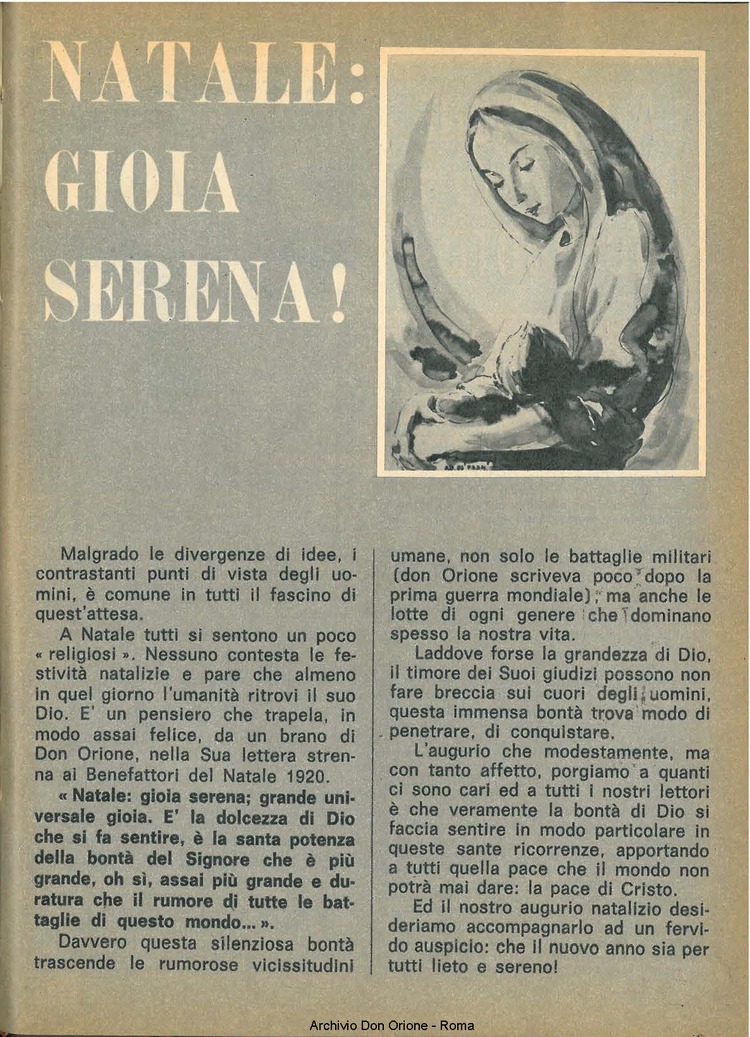 NATALE:
GIOIA
SERENA!
Malgrado le divergenze di idee, i
contrastanti punti di vista degli uo-
mini, è comune in tutti il fascino di
quest'attesa.
A Natale tutti si sentono un poco
« religiosi ». Nessuno contesta le fe-
stività natalizie e pare che almeno
in quel giorno l'umanità ritrovi il suo
Dio. E' un pensiero che trapela, in
modo assai felice, da un brano di
Don Orione, nella Sua lettera stren-
na ai Benefattori del Natale 1920.
« Natale: gioia serena; grande uni-
versale gioia. E' la dolcezza di Dio
che si fa sentire, è la santa potenza
della bontà del Signore che è più
grande, oh sì, assai più grande e du-
ratura che il rumore di tutte le bat-
taglie di questo mondo... ».
Davvero questa silenziosa bontà
trascende le rumorose vicissitudini
umane, non solo le battaglie militari
(don Orione scriveva poco dopo la
prima guerra mondiale), ma anche le
lotte di ogni genere che dominano
spesso la nostra vita.
Laddove forse la grandezza di Dio,
il timore dei Suoi giudizi possono non
fare breccia sui cuori degli uomini,
questa immensa bontà trova modo di
penetrare, di conquistare.
L'augurio che modestamente, ma
con tanto affetto, porgiamo a quanti
ci sono cari ed a tutti i nostri lettori
è che veramente la bontà di Dio si
faccia sentire in modo particolare in
queste sante ricorrenze, apportando
a tutti quella pace che il mondo non
potrà mai dare: la pace di Cristo.
Ed il nostro augurio natalizio desi-
deriamo accompagnarlo ad un fervi-
do auspicio: che il nuovo anno sia per
tutti lieto e sereno!
Archivio Don Orione - Roma